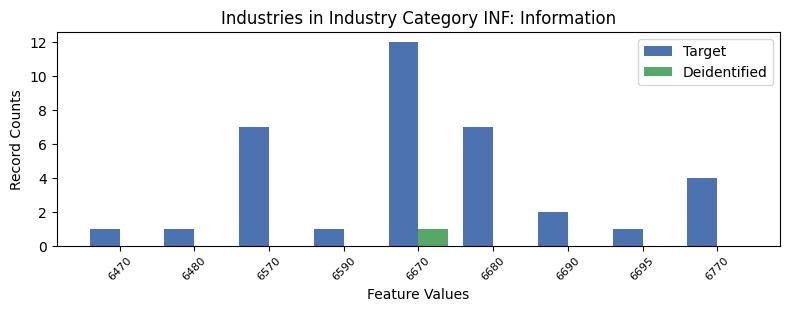 Industries in Industry Category INF: Information
Target
Deidentified
Record Counts
12
10
8
6
4
2
0
6470 6480 6570 6590 6670 6680 6690 6695 6770
Feature Values